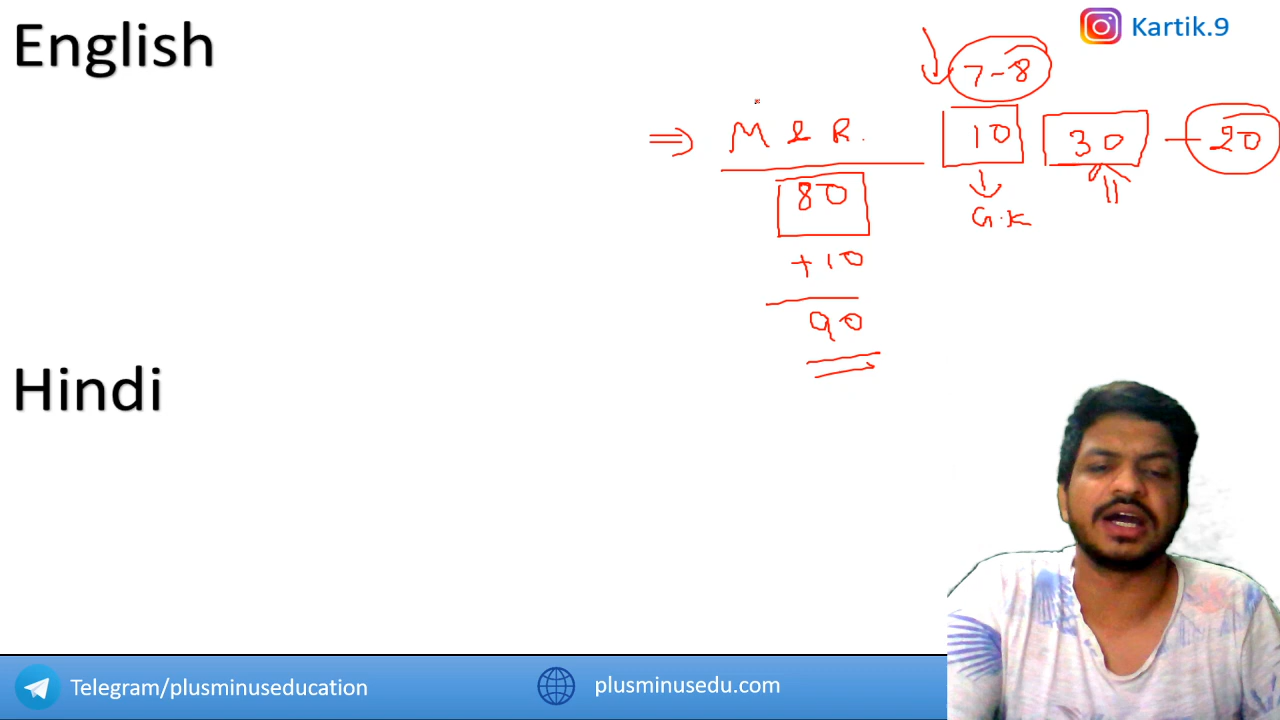 English
Kartik.9
7-8
⇒ M & R. 10 30 - 20
80
G.K
+10
90
Hindi
Telegram/plusminuseducation
plusminusedu.com